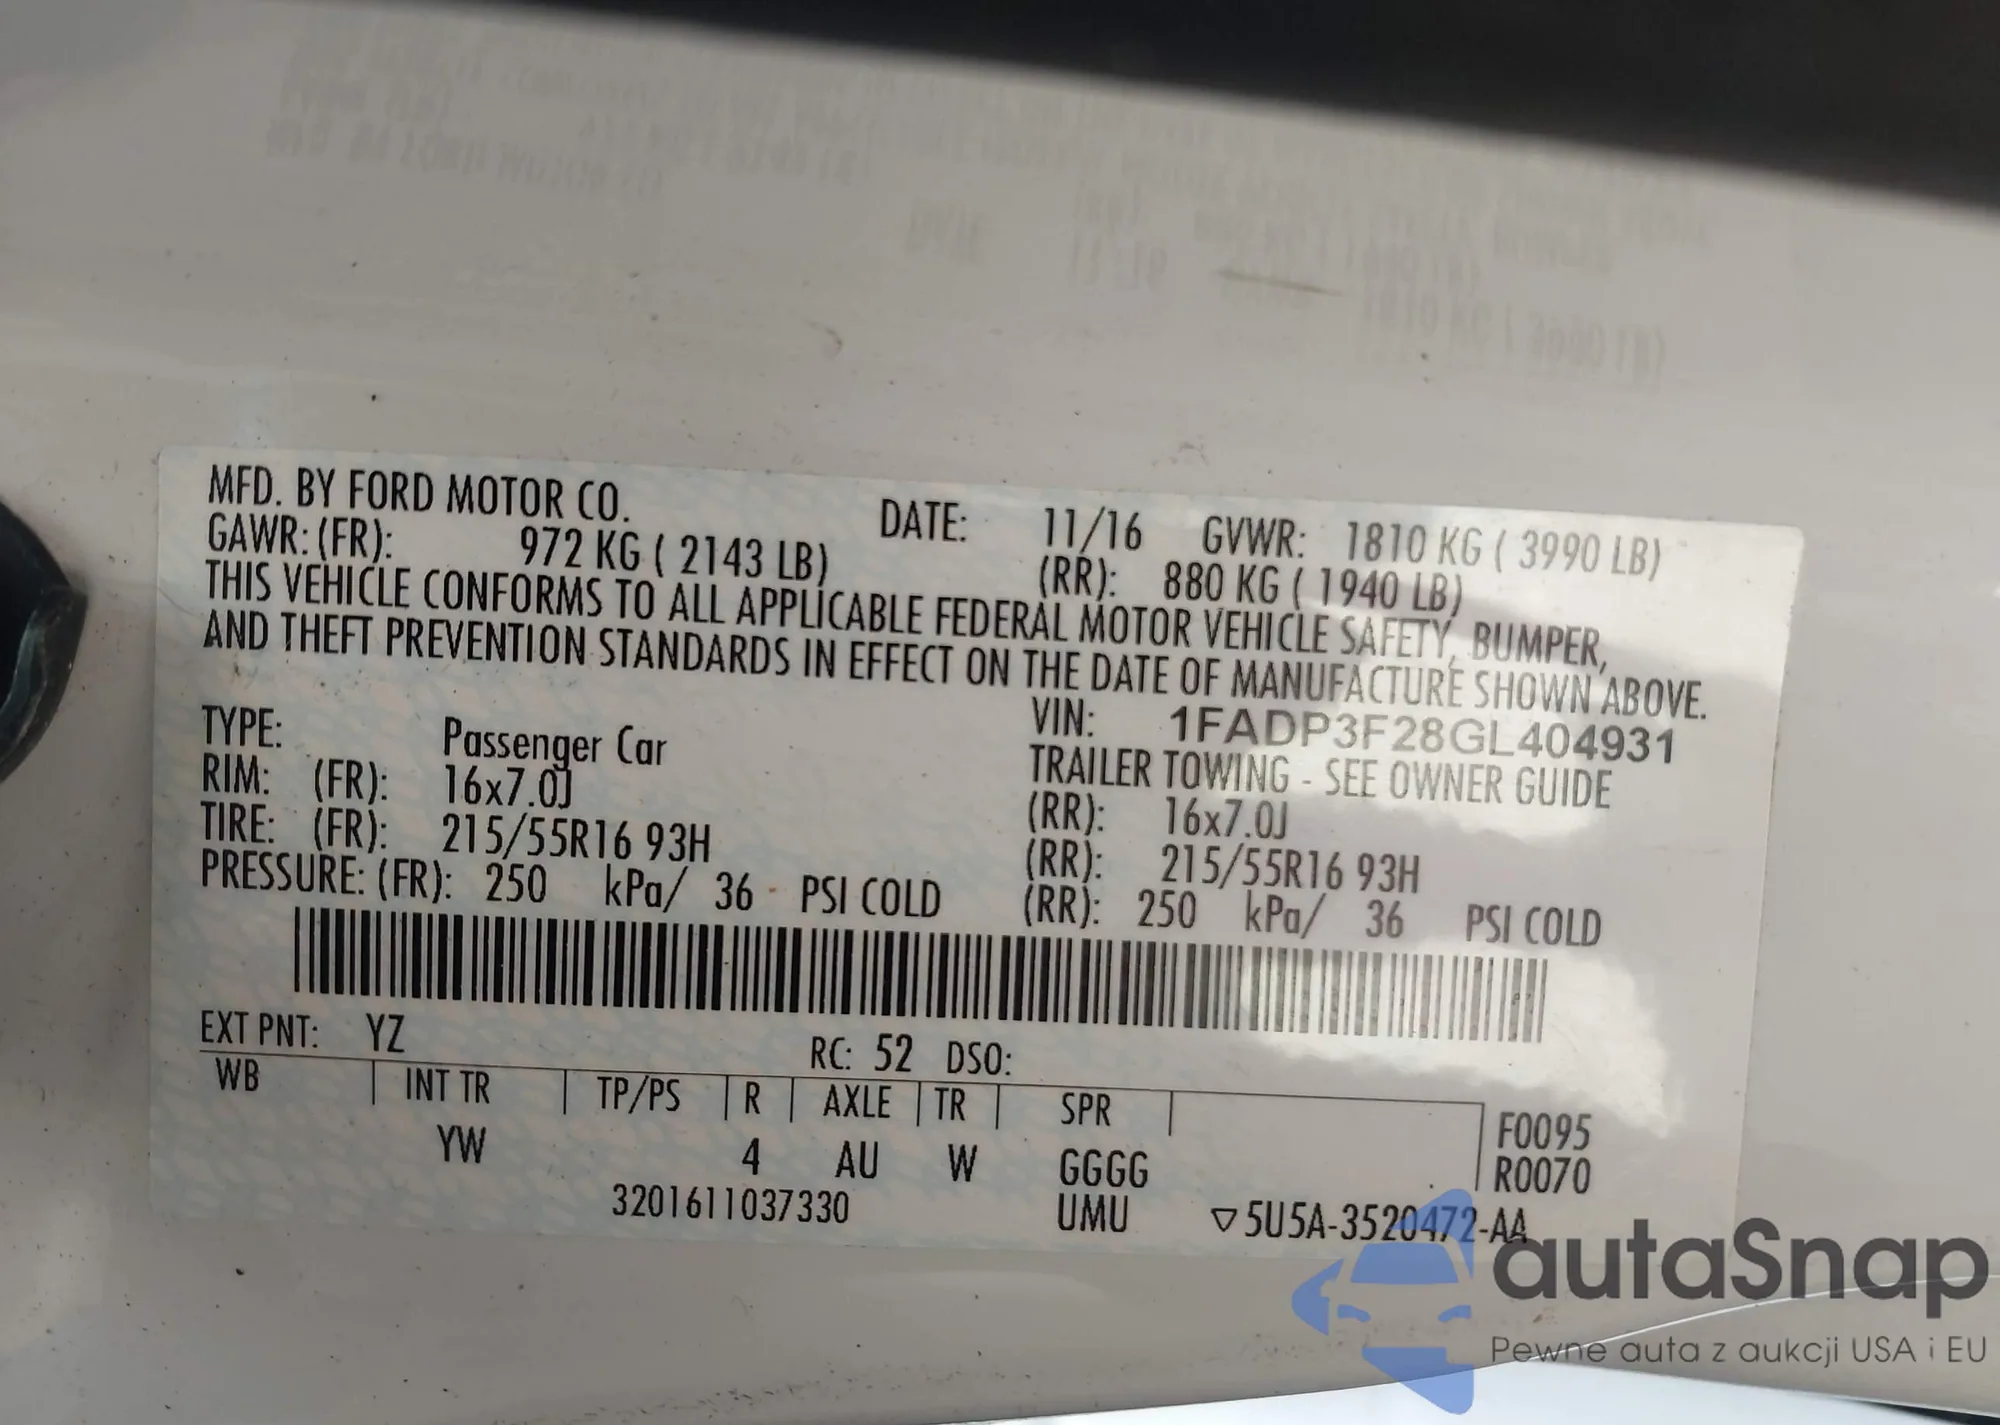 MFD. BY FORD MOTOR CO. DATE: 11/16 GVWR: 1810 KG ( 3990 LB)
GAWR: (FR): 972 KG ( 2143 LB) (RR): 880 KG ( 1940 LB)
THIS VEHICLE CONFORMS TO ALL APPLICABLE FEDERAL MOTOR VEHICLE SAFETY, BUMPER,
AND THEFT PREVENTION STANDARDS IN EFFECT ON THE DATE OF MANUFACTURE SHOWN ABOVE.
VIN: 1FADP3F28GL404931
TYPE: Passenger Car TRAILER TOWING - SEE OWNER GUIDE
RIM: (FR): 16x7.0J (RR): 16x7.0J
TIRE: (FR): 215/55R16 93H (RR): 215/55R16 93H
PRESSURE: (FR): 250 kPa/ 36 PSI COLD (RR): 250 kPa/ 36 PSI COLD
EXT PNT: YZ RC: 52 DSO:
WB INT TR TP/PS R AXLE TR SPR F0095
YW 4 AU W GGGG R0070
3201611037330 UMU ▽5U5A-3520472-AA
autaSnap
Pewne auta z aukcji USA i EU